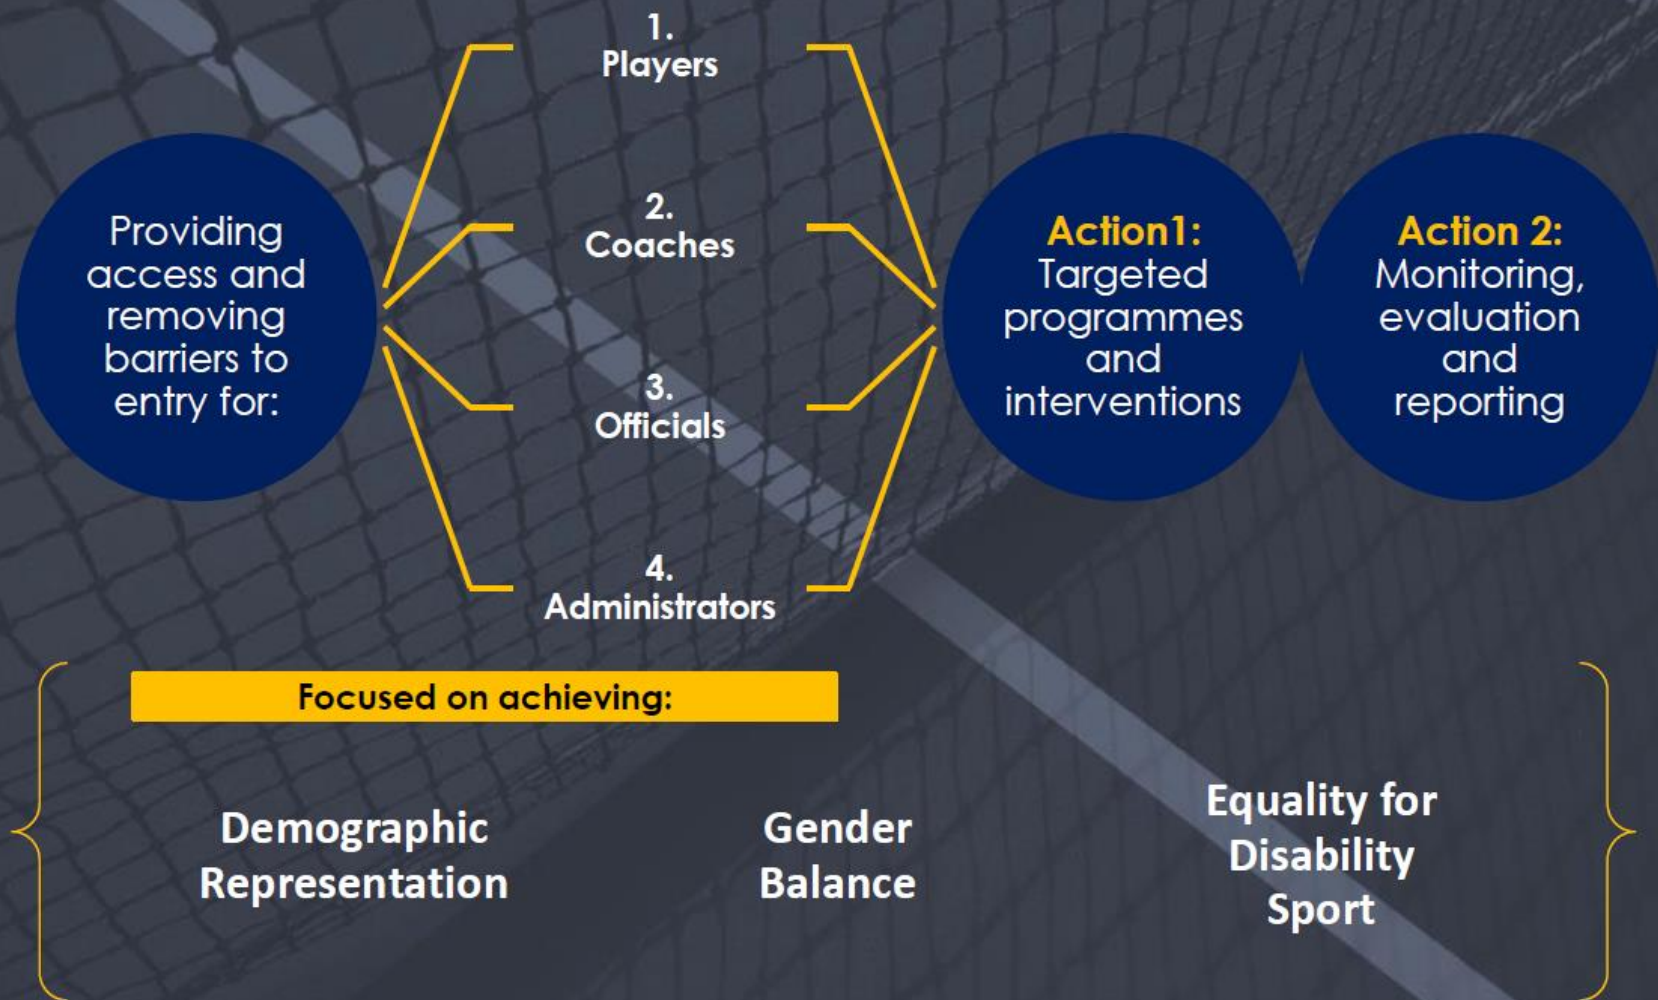 Providing
access and
removing
barriers to
entry for:
1.
Players
2.
Coaches
3.
Officials
4.
Administrators
Action1:
Targeted
programmes
and
interventions
Action 2:
Monitoring,
evaluation
and
reporting
Focused on achieving:
Demographic
Representation
Gender
Balance
Equality for
Disability
Sport